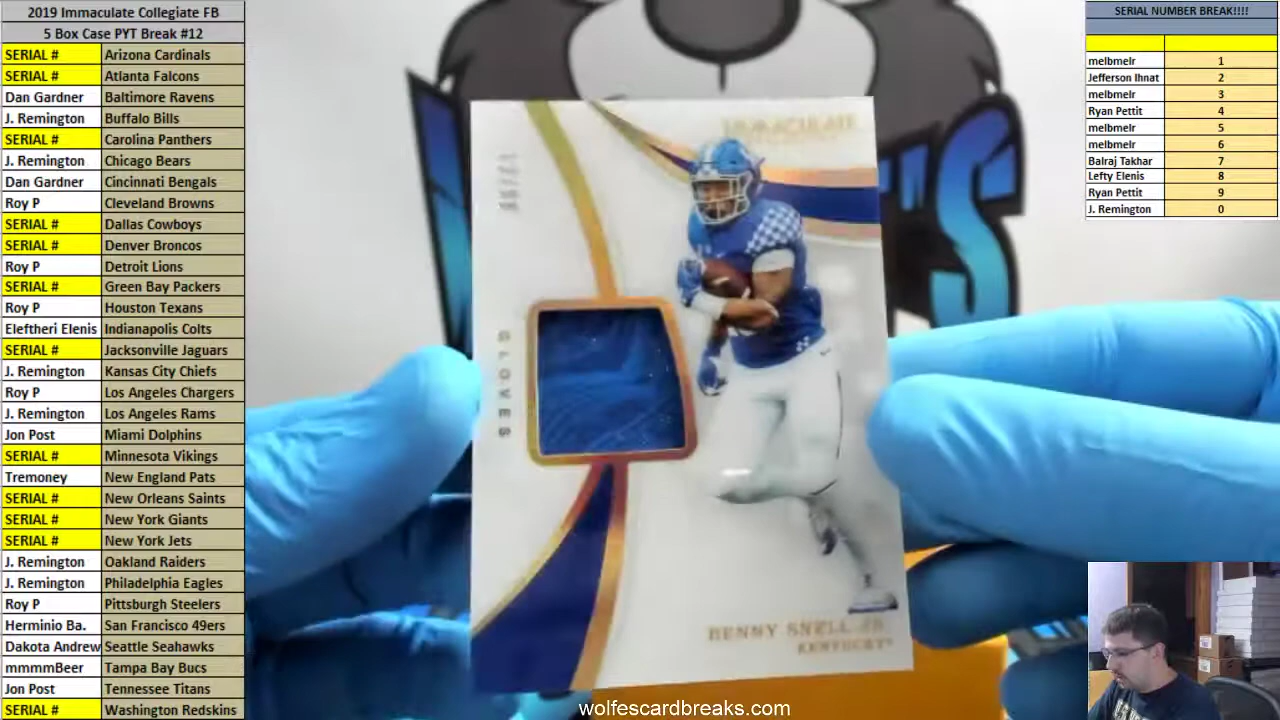 2019 Immaculate Collegiate FB
5 Box Case PYT Break #12
SERIAL # Arizona Cardinals
SERIAL # Atlanta Falcons
Dan Gardner Baltimore Ravens
J. Remington Buffalo Bills
SERIAL # Carolina Panthers
J. Remington Chicago Bears
Dan Gardner Cincinnati Bengals
Roy P Cleveland Browns
SERIAL # Dallas Cowboys
SERIAL # Denver Broncos
Roy P Detroit Lions
SERIAL # Green Bay Packers
Roy P Houston Texans
Eleftheri Elenis Indianapolis Colts
SERIAL # Jacksonville Jaguars
J. Remington Kansas City Chiefs
Roy P Los Angeles Chargers
J. Remington Los Angeles Rams
Jon Post Miami Dolphins
SERIAL # Minnesota Vikings
Tremoney New England Pats
SERIAL # New Orleans Saints
SERIAL # New York Giants
SERIAL # New York Jets
J. Remington Oakland Raiders
J. Remington Philadelphia Eagles
Roy P Pittsburgh Steelers
Herminio Ba. San Francisco 49ers
Dakota Andrew Seattle Seahawks
mmmmBeer Tampa Bay Bucs
Jon Post Tennessee Titans
SERIAL # Washington Redskins
IMMACULATE
GLOVES
BENNY SNELL JR.
KENTUCKY
wolfescardbreaks.com
SERIAL NUMBER BREAK!!!!
melbmelr 1
Jefferson Ihnat 2
melbmelr 3
Ryan Pettit 4
melbmelr 5
melbmelr 6
Balraj Takhar 7
Lefty Elenis 8
Ryan Pettit 9
J. Remington 0